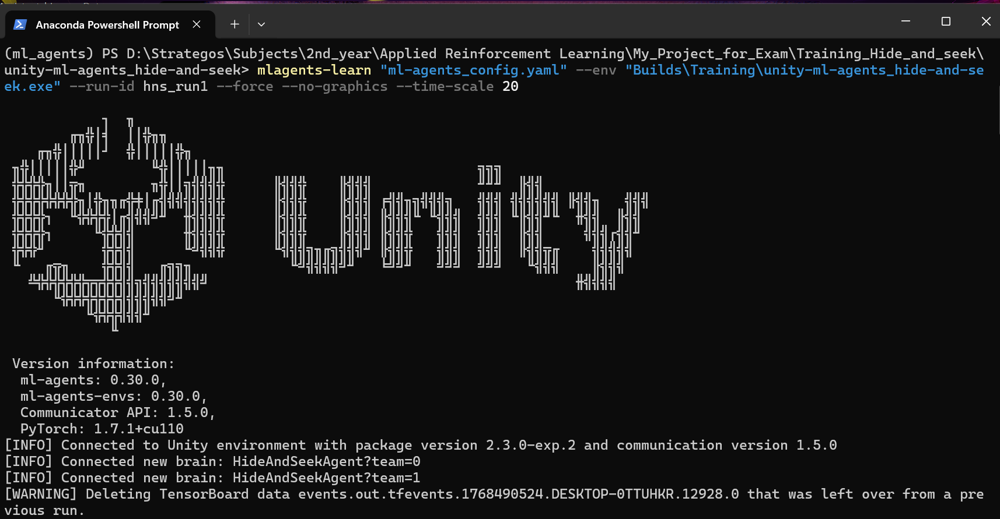 Anaconda Powershell Prompt
(ml_agents) PS D:\Strategos\Subjects\2nd_year\Applied Reinforcement Learning\My_Project_for_Exam\Training_Hide_and_seek\
unity-ml-agents_hide-and-seek> mlagents-learn "ml-agents_config.yaml" --env "Builds\Training\unity-ml-agents_hide-and-se
ek.exe" --run-id hns_run1 --force --no-graphics --time-scale 20
unity
Version information:
ml-agents: 0.30.0,
ml-agents-envs: 0.30.0,
Communicator API: 1.5.0,
PyTorch: 1.7.1+cu110
[INFO] Connected to Unity environment with package version 2.3.0-exp.2 and communication version 1.5.0
[INFO] Connected new brain: HideAndSeekAgent?team=0
[INFO] Connected new brain: HideAndSeekAgent?team=1
[WARNING] Deleting TensorBoard data events.out.tfevents.1768490524.DESKTOP-0TTUHKR.12928.0 that was left over from a pre
vious run.